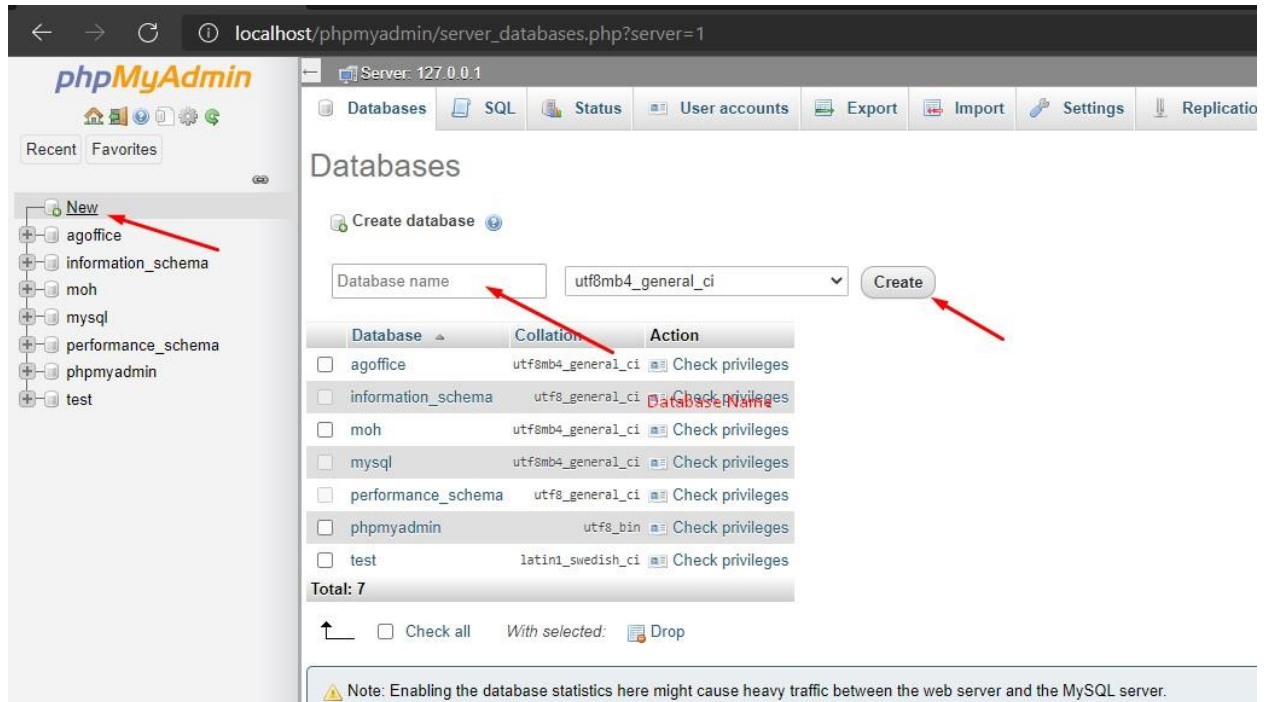 localhost/phpmyadmin/server_databases.php?server=1
phpMyAdmin
Recent Favorites
New
agoffice
information_schema
moh
mysql
performance_schema
phpmyadmin
test
Server: 127.0.0.1
Databases SQL Status User accounts Export Import Settings Replicatio
Databases
Create database
Database name utf8mb4_general_ci Create
Database Collation Action
agoffice utf8mb4_general_ci Check privileges
information_schema utf8_general_ci Check privileges
Database Name
moh utf8mb4_general_ci Check privileges
mysql utf8mb4_general_ci Check privileges
performance_schema utf8_general_ci Check privileges
phpmyadmin utf8_bin Check privileges
test latin1_swedish_ci Check privileges
Total: 7
Check all With selected: Drop
Note: Enabling the database statistics here might cause heavy traffic between the web server and the MySQL server.